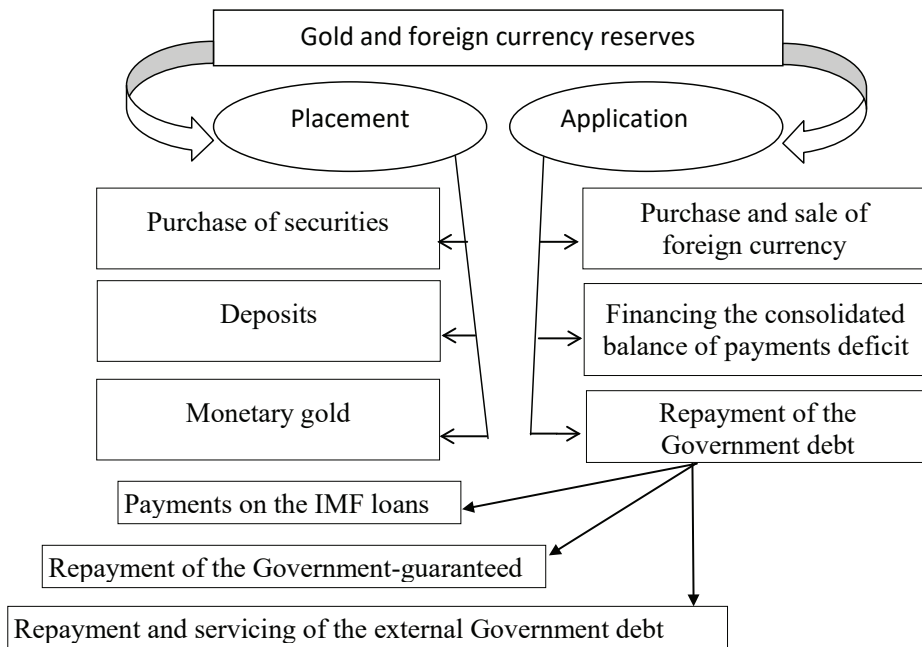 Gold and foreign currency reserves
Placement
Application
Purchase of securities
Deposits
Monetary gold
Purchase and sale of
foreign currency
Financing the consolidated
balance of payments deficit
Repayment of the
Government debt
Payments on the IMF loans
Repayment of the Government-guaranteed
Repayment and servicing of the external Government debt